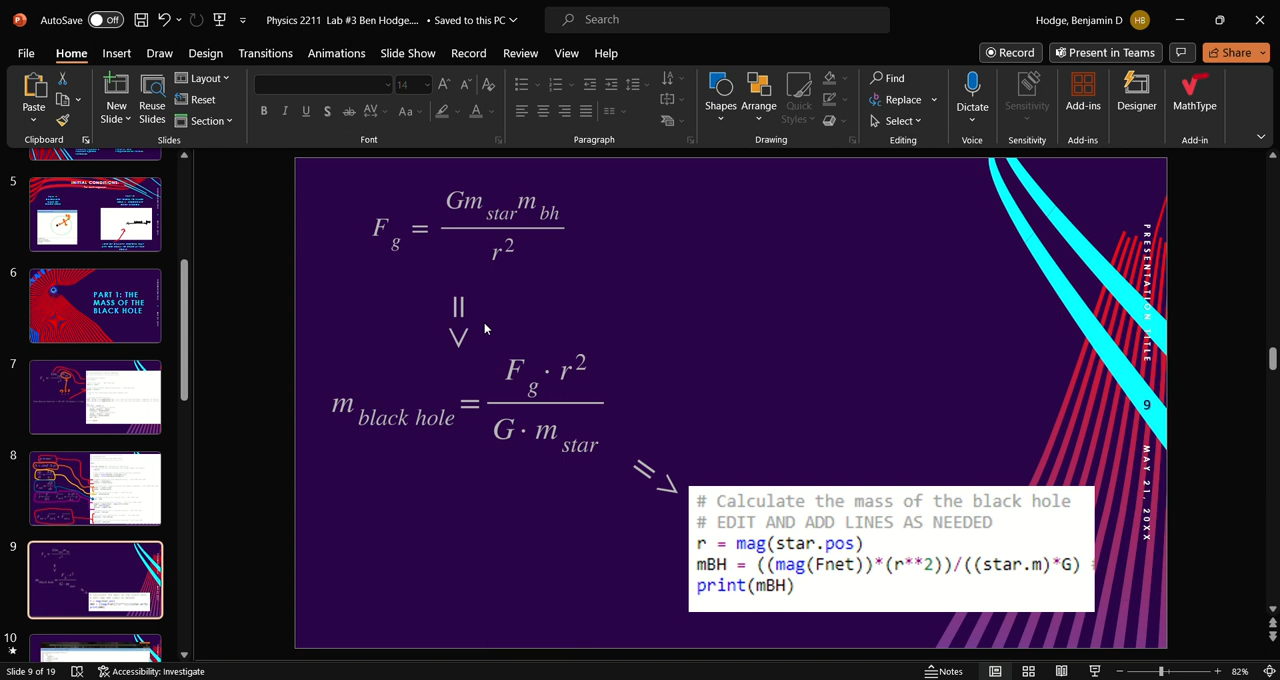 AutoSave Off Physics 2211 Lab #3 Ben Hodge.... • Saved to this PC Search Hodge, Benjamin D HB
File Home Insert Draw Design Transitions Animations Slide Show Record Review View Help Record Present in Teams Share
Paste New Slide Reuse Slides Layout Reset Section 14 B I U S ab AV Aa A Shapes Arrange Quick Styles Find Replace Select Dictate Sensitivity Add-ins Designer MathType
Clipboard Slides Font Paragraph Drawing Editing Voice Sensitivity Add-ins Add-in
5
INITIAL CONDITIONS:
6
PART 1: THE
MASS OF THE
BLACK HOLE
7
8
9
10
F g = Gm star m bh / r 2
=>
m black hole = F g · r 2 / G · m star
=>
# Calculate the mass of the black hole
# EDIT AND ADD LINES AS NEEDED
r = mag(star.pos)
mBH = ((mag(Fnet))*(r**2))/((star.m)*G)
print(mBH)
PRESENTATION TITLE
9
MAY 21, 20XX
Slide 9 of 19 Accessibility: Investigate Notes 82%